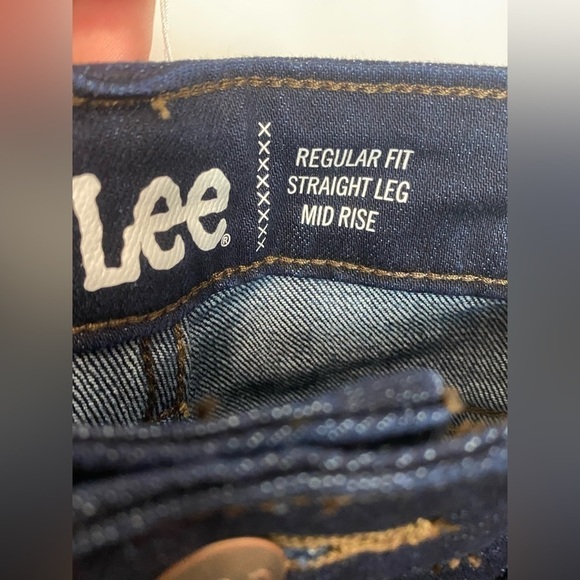 Lee®
REGULAR FIT
STRAIGHT LEG
MID RISE